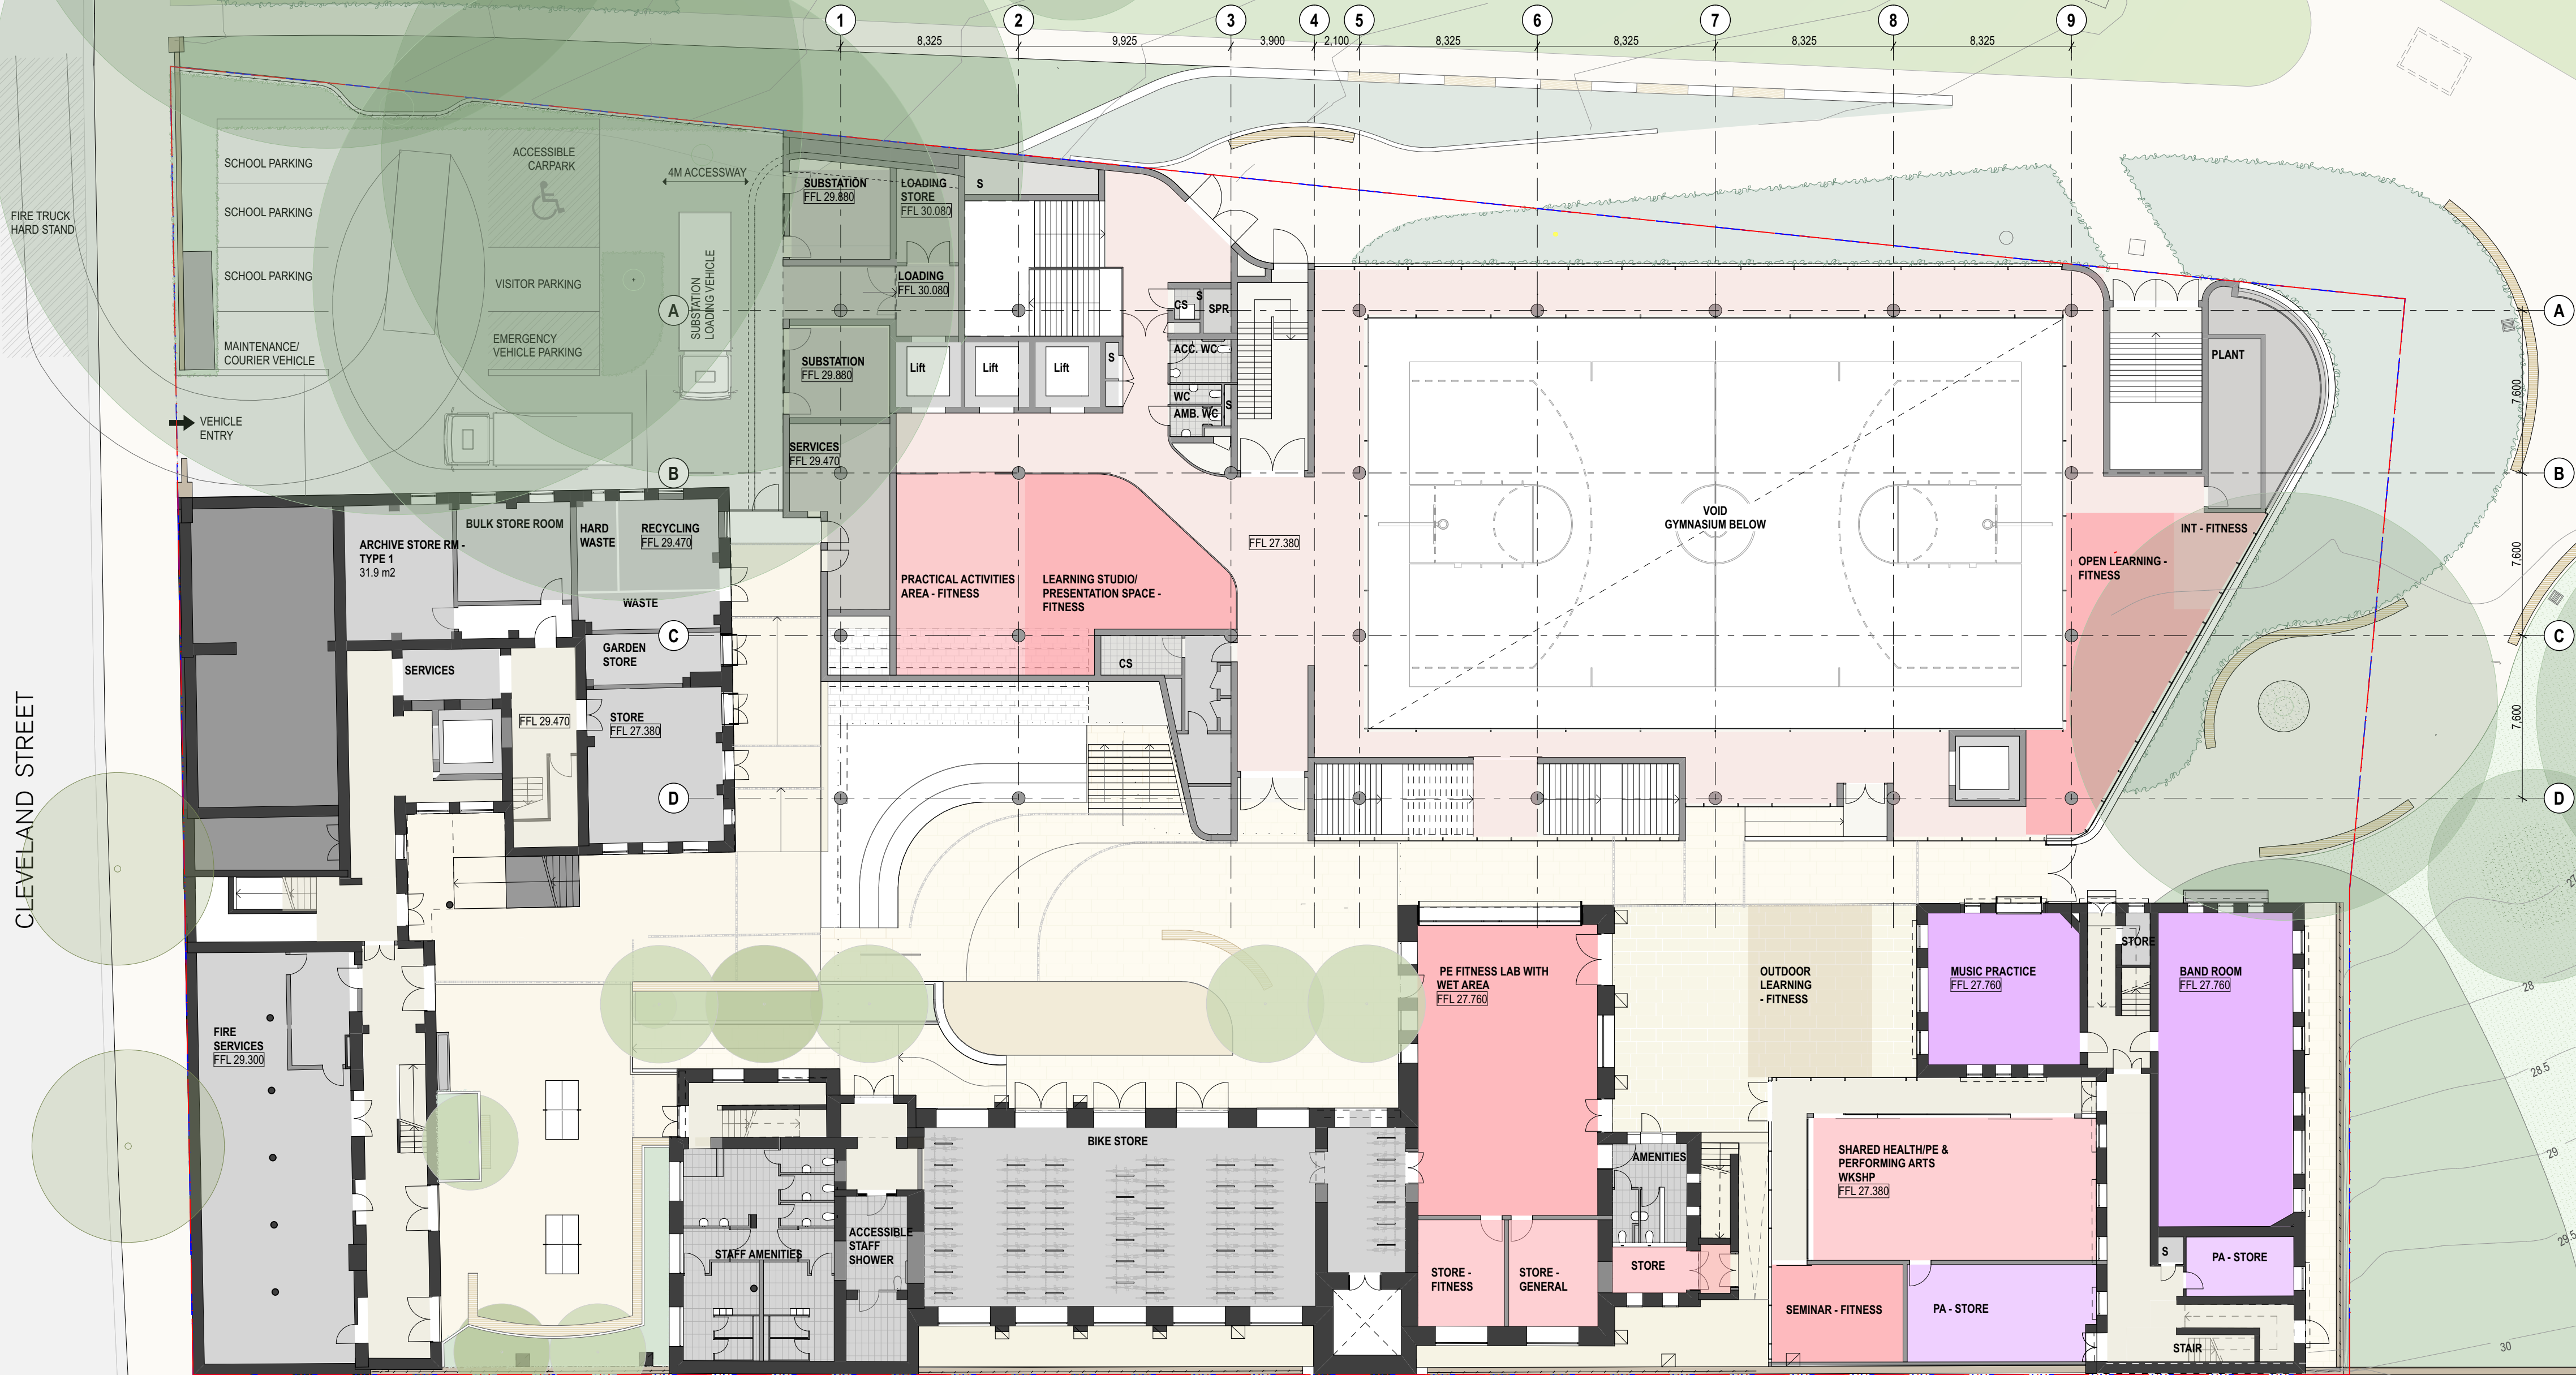 1
2
3
4
5
6
7
8
9
8,325
9,925
3,900
2,100
8,325
8,325
8,325
8,325
SCHOOL PARKING
SCHOOL PARKING
SCHOOL PARKING
MAINTENANCE/
COURIER VEHICLE
ACCESSIBLE
CARPARK
VISITOR PARKING
EMERGENCY
VEHICLE PARKING
4M ACCESSWAY
SUBSTATION
LOADING VEHICLE
FIRE TRUCK
HARD STAND
VEHICLE
ENTRY
SUBSTATION
FFL 29.880
LOADING
STORE
FFL 30.080
S
LOADING
FFL 30.080
SUBSTATION
FFL 29.880
Lift
Lift
Lift
S
CS
S
SPR
ACC. WC
WC
AMB. WC
S
A
B
C
D
A
B
C
D
7,600
7,600
7,600
PLANT
SERVICES
FFL 29.470
ARCHIVE STORE RM -
TYPE 1
31.9 m2
BULK STORE ROOM
HARD
WASTE
RECYCLING
FFL 29.470
WASTE
GARDEN
STORE
SERVICES
FFL 29.470
STORE
FFL 27.380
PRACTICAL ACTIVITIES
AREA - FITNESS
LEARNING STUDIO/
PRESENTATION SPACE -
FITNESS
FFL 27.380
CS
VOID
GYMNASIUM BELOW
INT - FITNESS
OPEN LEARNING -
FITNESS
CLEVELAND STREET
FIRE
SERVICES
FFL 29.300
STAFF AMENITIES
ACCESSIBLE
STAFF
SHOWER
BIKE STORE
PE FITNESS LAB WITH
WET AREA
FFL 27.760
OUTDOOR
LEARNING
- FITNESS
MUSIC PRACTICE
FFL 27.760
STORE
BAND ROOM
FFL 27.760
AMENITIES
STORE
STORE -
FITNESS
STORE -
GENERAL
SHARED HEALTH/PE &
PERFORMING ARTS
WKSHP
FFL 27.380
SEMINAR - FITNESS
PA - STORE
S
PA - STORE
STAIR
28
28.5
29
29.5
30